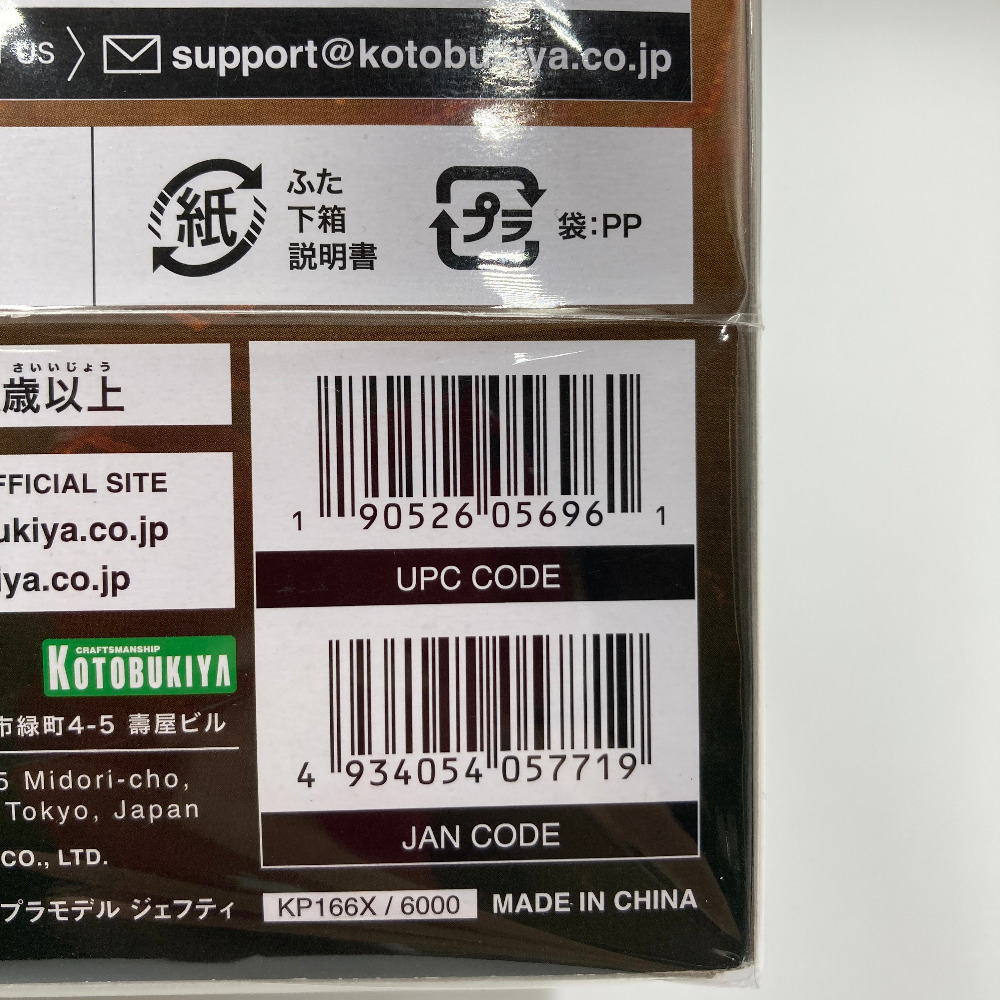 us support@kotobukiya.co.jp
紙
ふた
下箱
説明書
プラ
袋:PP
さいいじょう
歳以上
FFICIAL SITE
ukiya.co.jp
iya.co.jp
CRAFTSMANSHIP
KOTOBUKIYA
市緑町4-5 壽屋ビル
5 Midori-cho,
Tokyo, Japan
CO., LTD.
プラモデル ジェフティ
1 90526 05696 1
UPC CODE
4 934054 057719
JAN CODE
KP166X / 6000
MADE IN CHINA